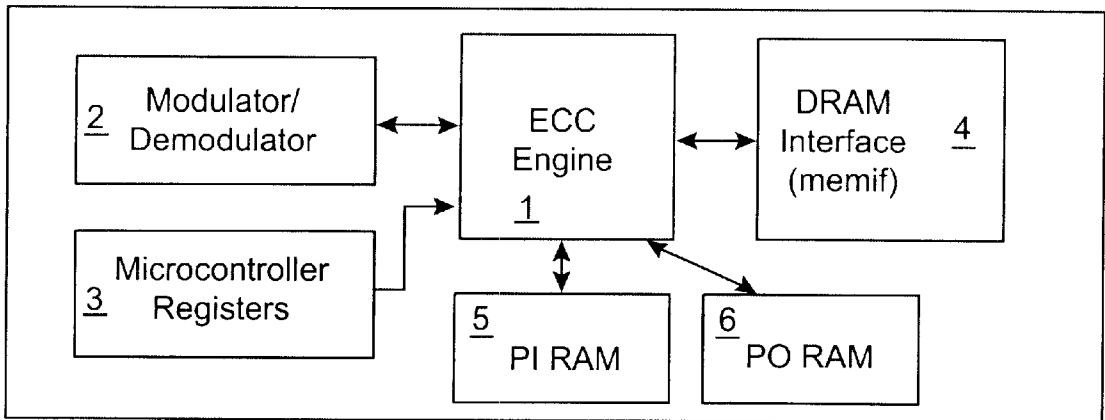 2 Modulator/
Demodulator
ECC
Engine
1
DRAM
Interface 4
(memif)
3 Microcontroller
Registers
5
PI RAM
6
PO RAM